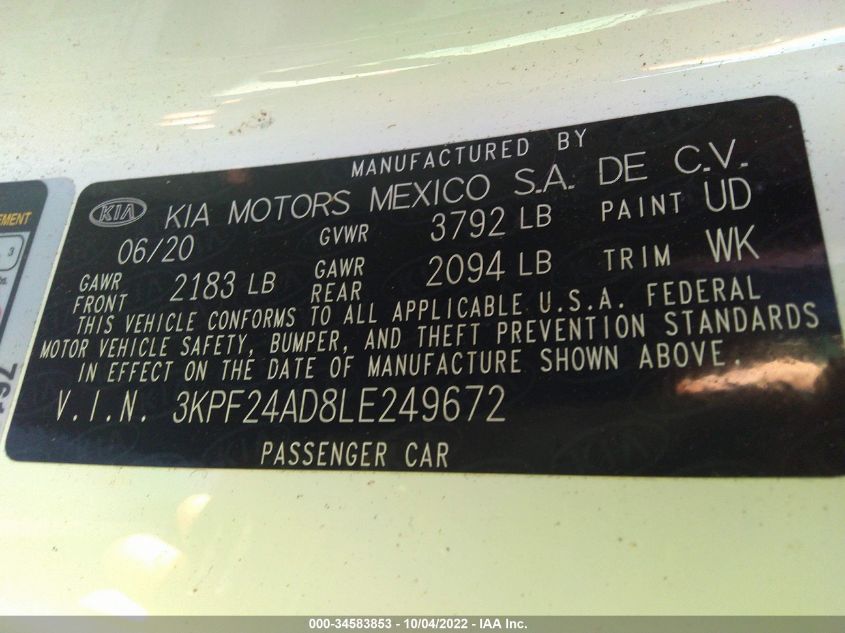 MANUFACTURED BY
KIA KIA MOTORS MEXICO S.A. DE C.V.
06/20 GVWR 3792 LB PAINT UD
GAWR FRONT 2183 LB GAWR REAR 2094 LB TRIM WK
THIS VEHICLE CONFORMS TO ALL APPLICABLE U.S.A. FEDERAL
MOTOR VEHICLE SAFETY, BUMPER, AND THEFT PREVENTION STANDARDS
IN EFFECT ON THE DATE OF MANUFACTURE SHOWN ABOVE.
V.I.N. 3KPF24AD8LE249672
PASSENGER CAR
3
000-34583853 - 10/04/2022 - IAA Inc.